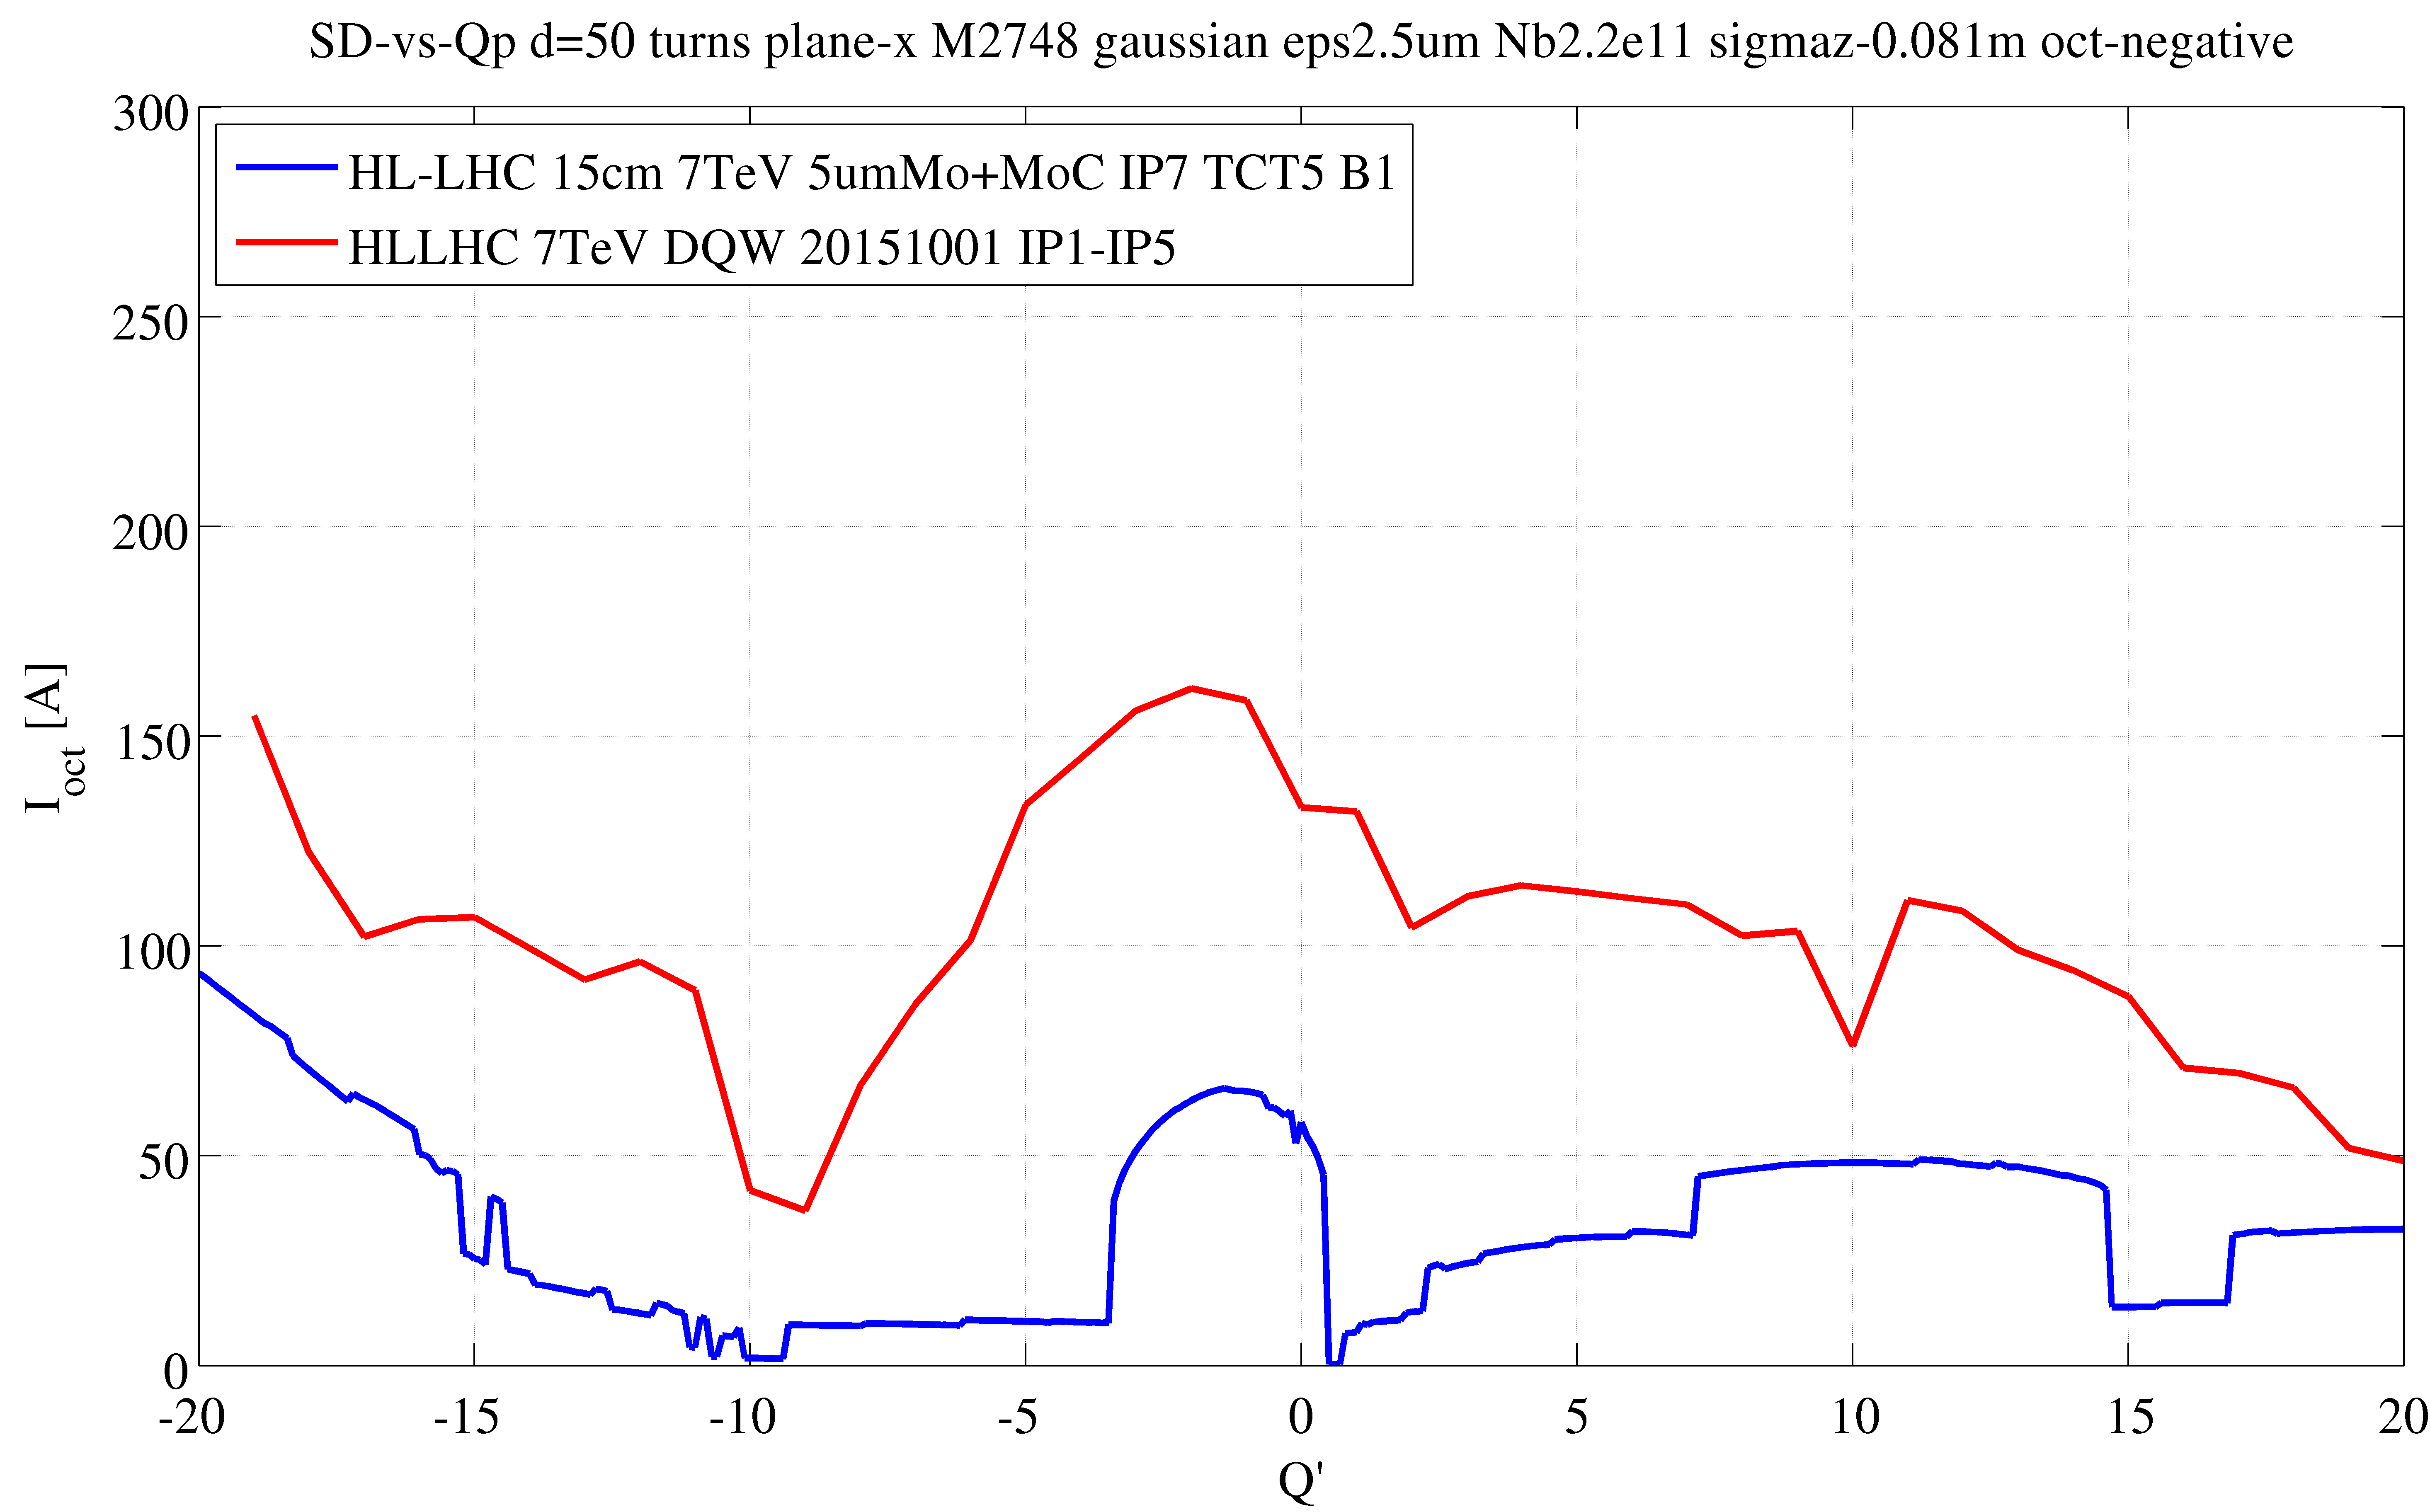 SD-vs-Qp d=50 turns plane-x M2748 gaussian eps2.5um Nb2.2e11 sigmaz-0.081m oct-negative
300
HL-LHC 15cm 7TeV 5umMo+MoC IP7 TCT5 B1
HLLHC 7TeV DQW 20151001 IP1-IP5
250
200
150
100
50
0
I_oct [A]
-20 -15 -10 -5 0 5 10 15 20
Q'